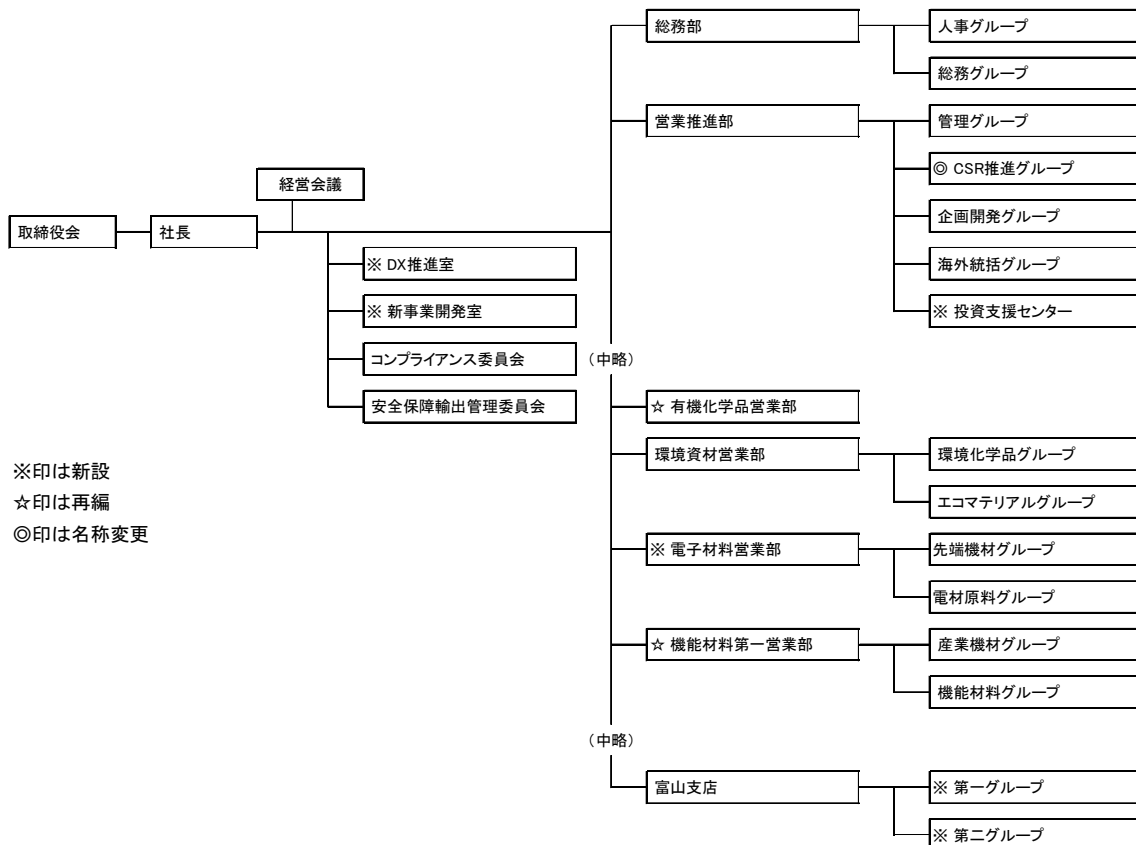 総務部
人事グループ
総務グループ
営業推進部
管理グループ
◎ CSR推進グループ
企画開発グループ
海外統括グループ
※ 投資支援センター
経営会議
取締役会
社長
※ DX推進室
※ 新事業開発室
コンプライアンス委員会
安全保障輸出管理委員会
（中略）
☆ 有機化学品営業部
環境資材営業部
環境化学品グループ
エコマテリアルグループ
※ 電子材料営業部
先端機材グループ
電材原料グループ
☆ 機能材料第一営業部
産業機材グループ
機能材料グループ
（中略）
富山支店
※ 第一グループ
※ 第二グループ
※印は新設
☆印は再編
◎印は名称変更